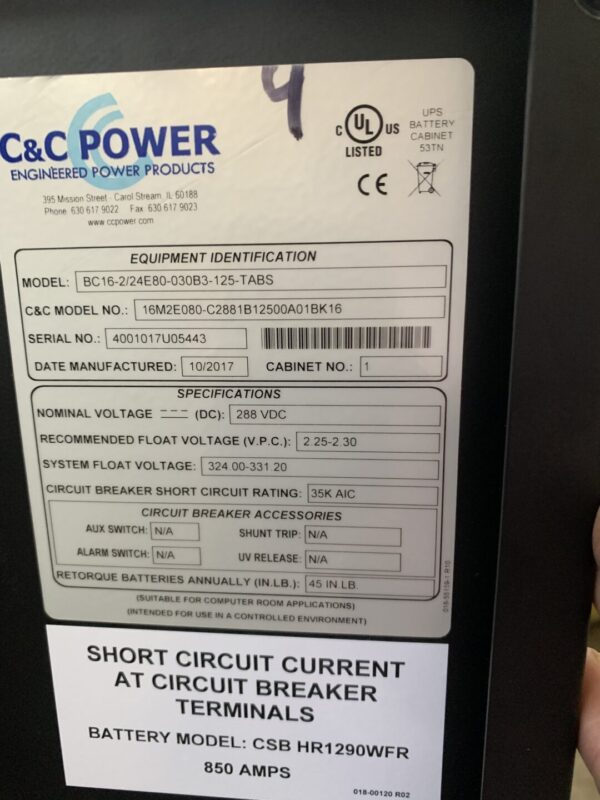 9
C&C POWER
ENGINEERED POWER PRODUCTS
395 Mission Street · Carol Stream, IL 60188
Phone 630 617 9022 Fax 630 617 9023
www.ccpower.com
C UL US
LISTED
UPS
BATTERY
CABINET
53TN
CE
EQUIPMENT IDENTIFICATION
MODEL: BC16-2/24E80-030B3-125-TABS
C&C MODEL NO.: 16M2E080-C2881B12500A01BK16
SERIAL NO.: 4001017U05443
DATE MANUFACTURED: 10/2017 CABINET NO.: 1
SPECIFICATIONS
NOMINAL VOLTAGE (DC): 288 VDC
RECOMMENDED FLOAT VOLTAGE (V.P.C.): 2.25-2.30
SYSTEM FLOAT VOLTAGE: 324.00-331.20
CIRCUIT BREAKER SHORT CIRCUIT RATING: 35K AIC
CIRCUIT BREAKER ACCESSORIES
AUX SWITCH: N/A SHUNT TRIP: N/A
ALARM SWITCH: N/A UV RELEASE: N/A
RETORQUE BATTERIES ANNUALLY (IN.LB.): 45 IN.LB.
(SUITABLE FOR COMPUTER ROOM APPLICATIONS)
(INTENDED FOR USE IN A CONTROLLED ENVIRONMENT)
SHORT CIRCUIT CURRENT
AT CIRCUIT BREAKER
TERMINALS
BATTERY MODEL: CSB HR1290WFR
850 AMPS
018-00120 R02